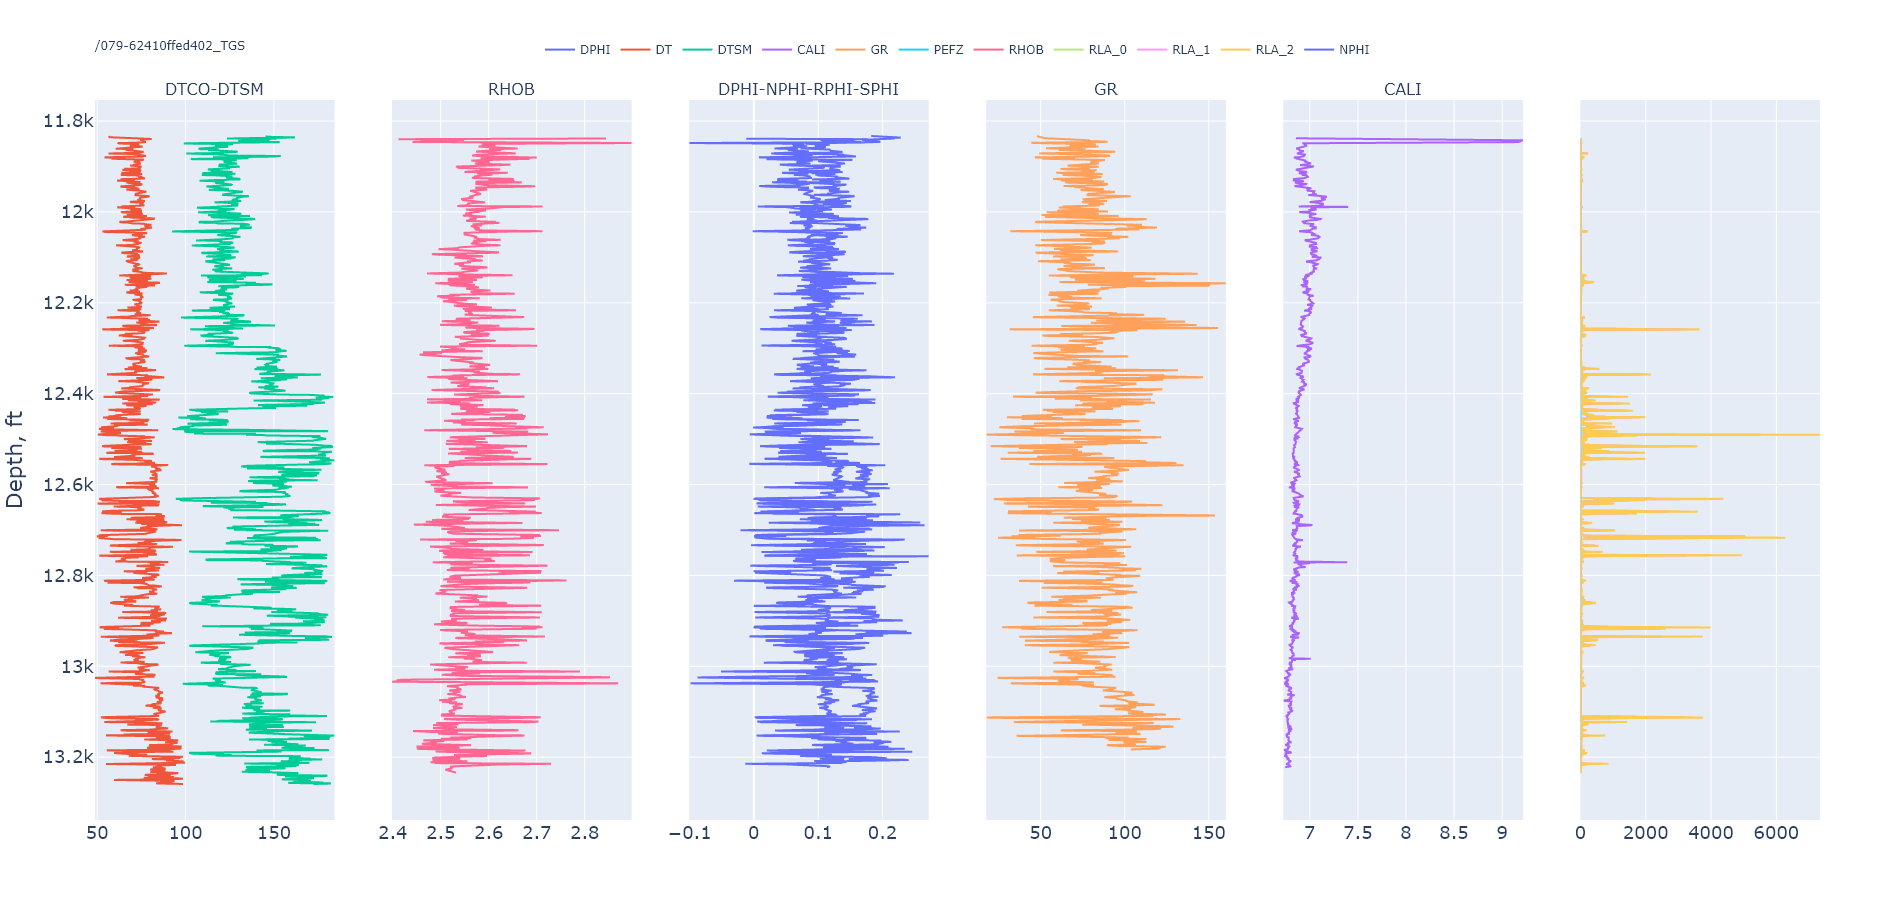 /079-62410ffed402_TGS
DPHI DT DTSM CALI GR PEFZ RHOB RLA_0 RLA_1 RLA_2 NPHI
DTCO-DTSM RHOB DPHI-NPHI-RPHI-SPHI GR CALI
Depth, ft
11.8k
12k
12.2k
12.4k
12.6k
12.8k
13k
13.2k
50 100 150 2.4 2.5 2.6 2.7 2.8 −0.1 0 0.1 0.2 50 100 150 7 7.5 8 8.5 9 0 2000 4000 6000